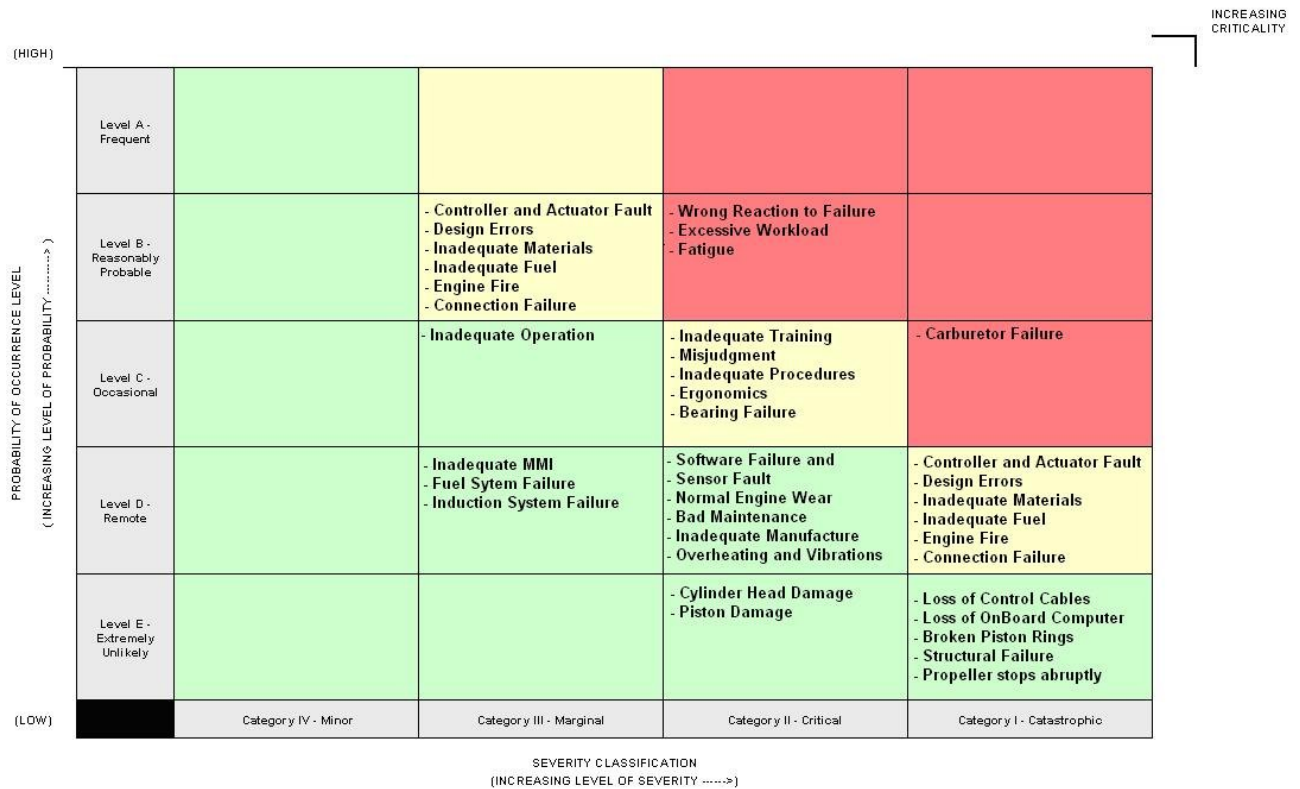 INCREASING
CRITICALITY
(HIGH)
Level A -
Frequent
Level B -
Reasonably
Probable
- Controller and Actuator Fault
- Design Errors
- Inadequate Materials
- Inadequate Fuel
- Engine Fire
- Connection Failure
- Wrong Reaction to Failure
- Excessive Workload
- Fatigue
Level C -
Occasional
- Inadequate Operation
- Inadequate Training
- Misjudgment
- Inadequate Procedures
- Ergonomics
- Bearing Failure
- Carburetor Failure
Level D -
Remote
- Inadequate MMI
- Fuel Sytem Failure
- Induction System Failure
- Software Failure and
- Sensor Fault
- Normal Engine Wear
- Bad Maintenance
- Inadequate Manufacture
- Overheating and Vibrations
- Controller and Actuator Fault
- Design Errors
- Inadequate Materials
- Inadequate Fuel
- Engine Fire
- Connection Failure
Level E -
Extremely
Unlikely
- Cylinder Head Damage
- Piston Damage
- Loss of Control Cables
- Loss of OnBoard Computer
- Broken Piston Rings
- Structural Failure
- Propeller stops abruptly
(LOW)
Category IV - Minor
Category III - Marginal
Category II - Critical
Category I - Catastrophic
PROBABILITY OF OCCURRENCE LEVEL
(INCREASING LEVEL OF PROBABILITY --------->)
SEVERITY CLASSIFICATION
(INCREASING LEVEL OF SEVERITY ------>)